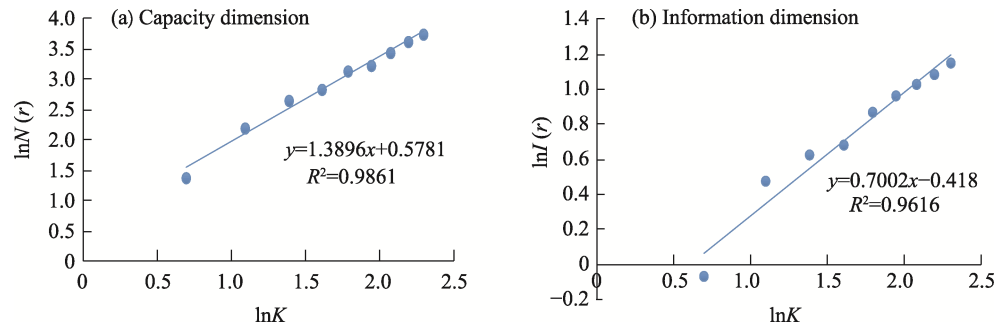 (a) Capacity dimension
4.0
3.5
3.0
2.5
2.0
1.5
1.0
0.5
0
lnN (r)
y=1.3896x+0.5781
R²=0.9861
0 0.5 1.0 1.5 2.0 2.5
lnK
(b) Information dimension
1.4
1.2
1.0
0.8
0.6
0.4
0.2
0
−0.2
lnI (r)
y=0.7002x−0.418
R²=0.9616
0 0.5 1.0 1.5 2.0 2.5
lnK